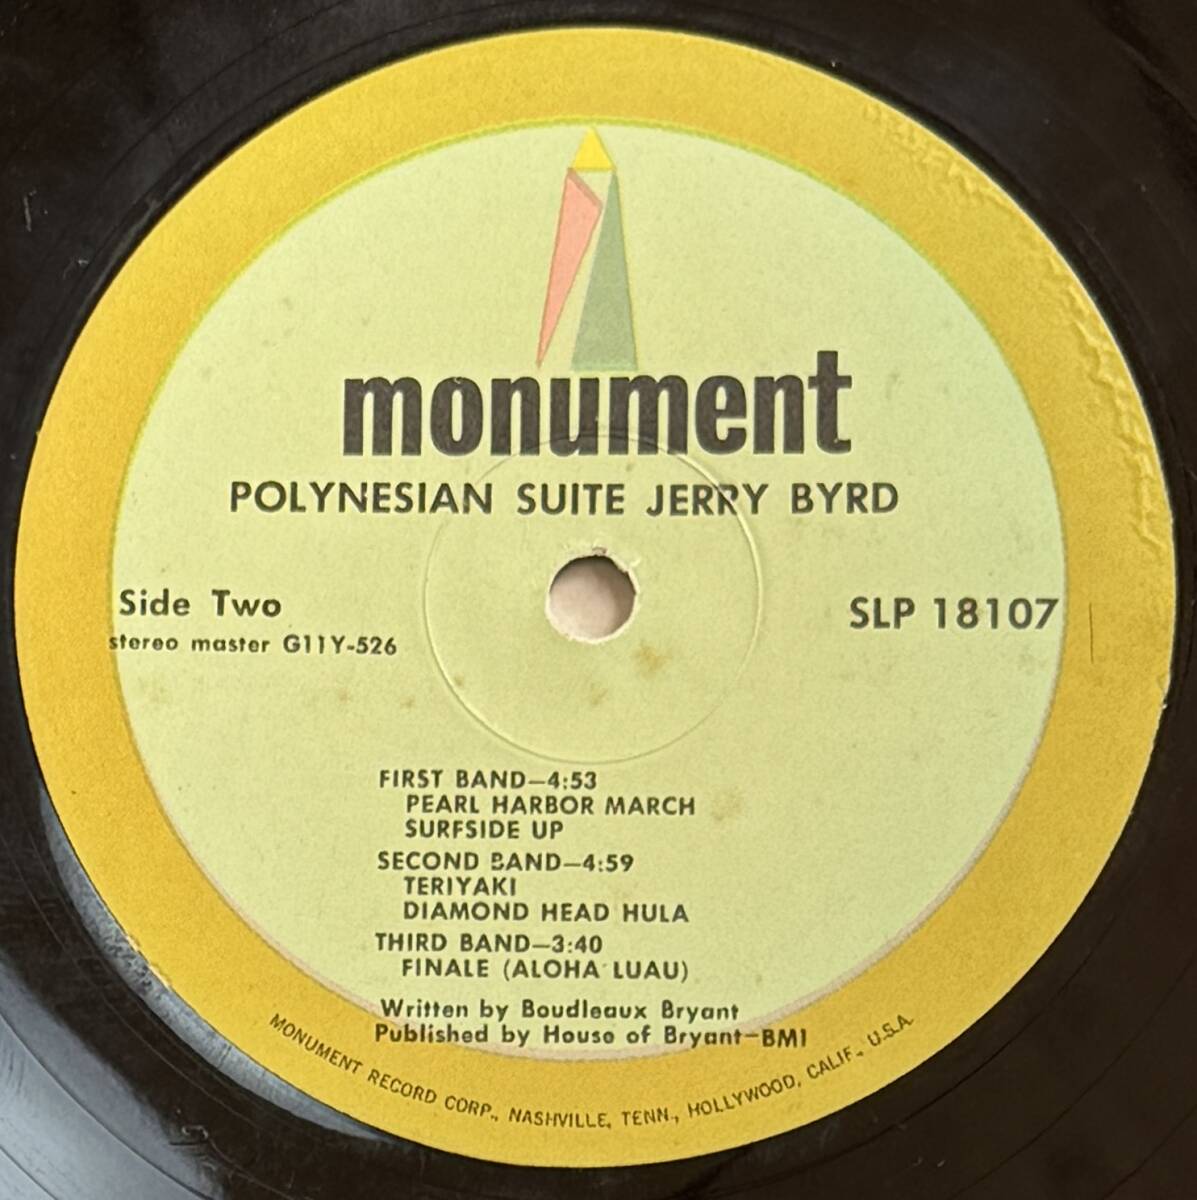 monument
POLYNESIAN SUITE JERRY BYRD
Side Two
stereo master G11Y-526
SLP 18107
FIRST BAND—4:53
PEARL HARBOR MARCH
SURFSIDE UP
SECOND BAND—4:59
TERIYAKI
DIAMOND HEAD HULA
THIRD BAND—3:40
FINALE (ALOHA LUAU)
Written by Boudleaux Bryant
Published by House of Bryant—BMI
MONUMENT RECORD CORP., NASHVILLE, TENN., HOLLYWOOD, CALIF., U.S.A.